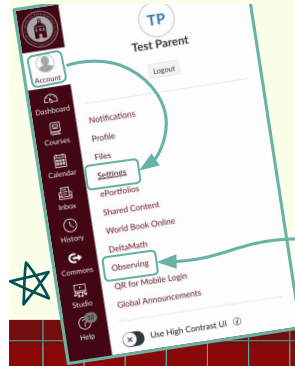 TP
Test Parent
Logout
Account
Dashboard
Courses
Calendar
Inbox
History
Commons
Studio
10
Help
Notifications
Profile
Files
Settings
ePortfolios
Shared Content
World Book Online
DeltaMath
Observing
QR for Mobile Login
Global Announcements
Use High Contrast UI